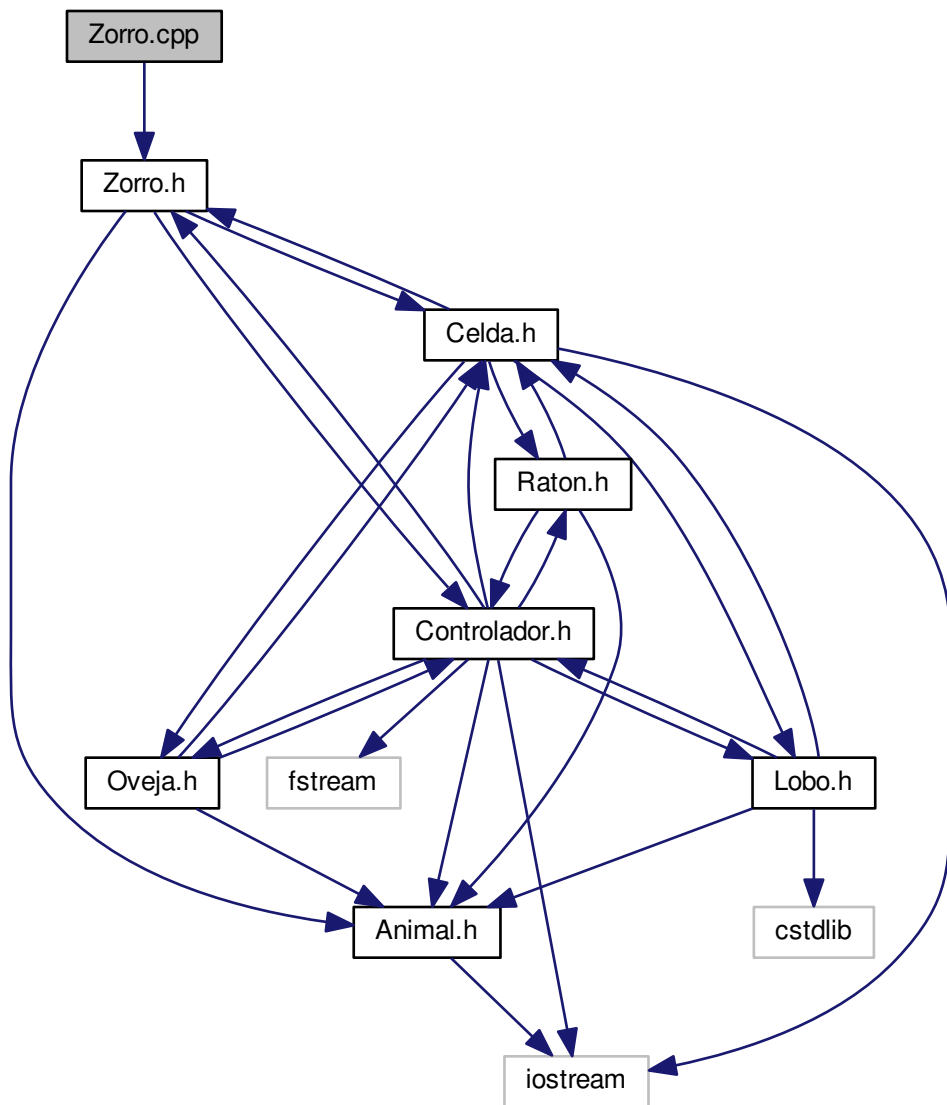 Zorro.cpp
Zorro.h
Celda.h
Raton.h
Controlador.h
Oveja.h
fstream
Lobo.h
Animal.h
cstdlib
iostream